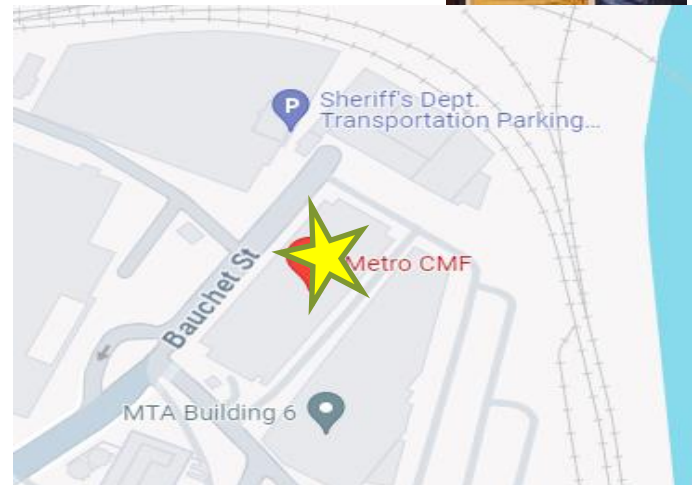 P
Sheriff's Dept.
Transportation Parking...
Metro CMF
Bauchet St
MTA Building 6